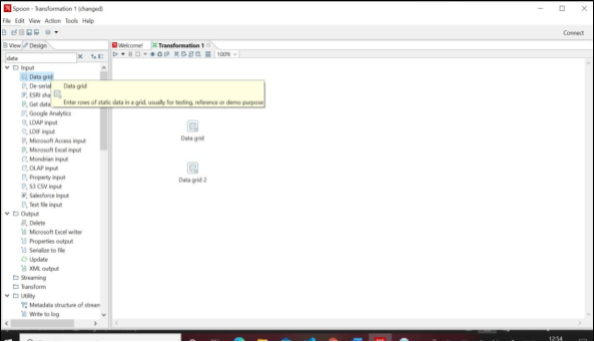 Spoon - Transformation 1 (changed)
File Edit View Action Tools Help
Connect
View Design
Welcome! Transformation 1
data
100%
Input
Data grid
De-serial
ESRI sha
Get data
Google Analytics
LDAP input
LDIF input
Microsoft Access input
Microsoft Excel input
Mondrian input
OLAP input
Property input
S3 CSV input
Salesforce input
Text file input
Output
Delete
Microsoft Excel writer
Properties output
Serialize to file
Update
XML output
Streaming
Transform
Utility
Metadata structure of stream
Write to log
Data grid
Enter rows of static data in a grid, usually for testing, reference or demo purpose
Data grid
Data grid 2
12:54